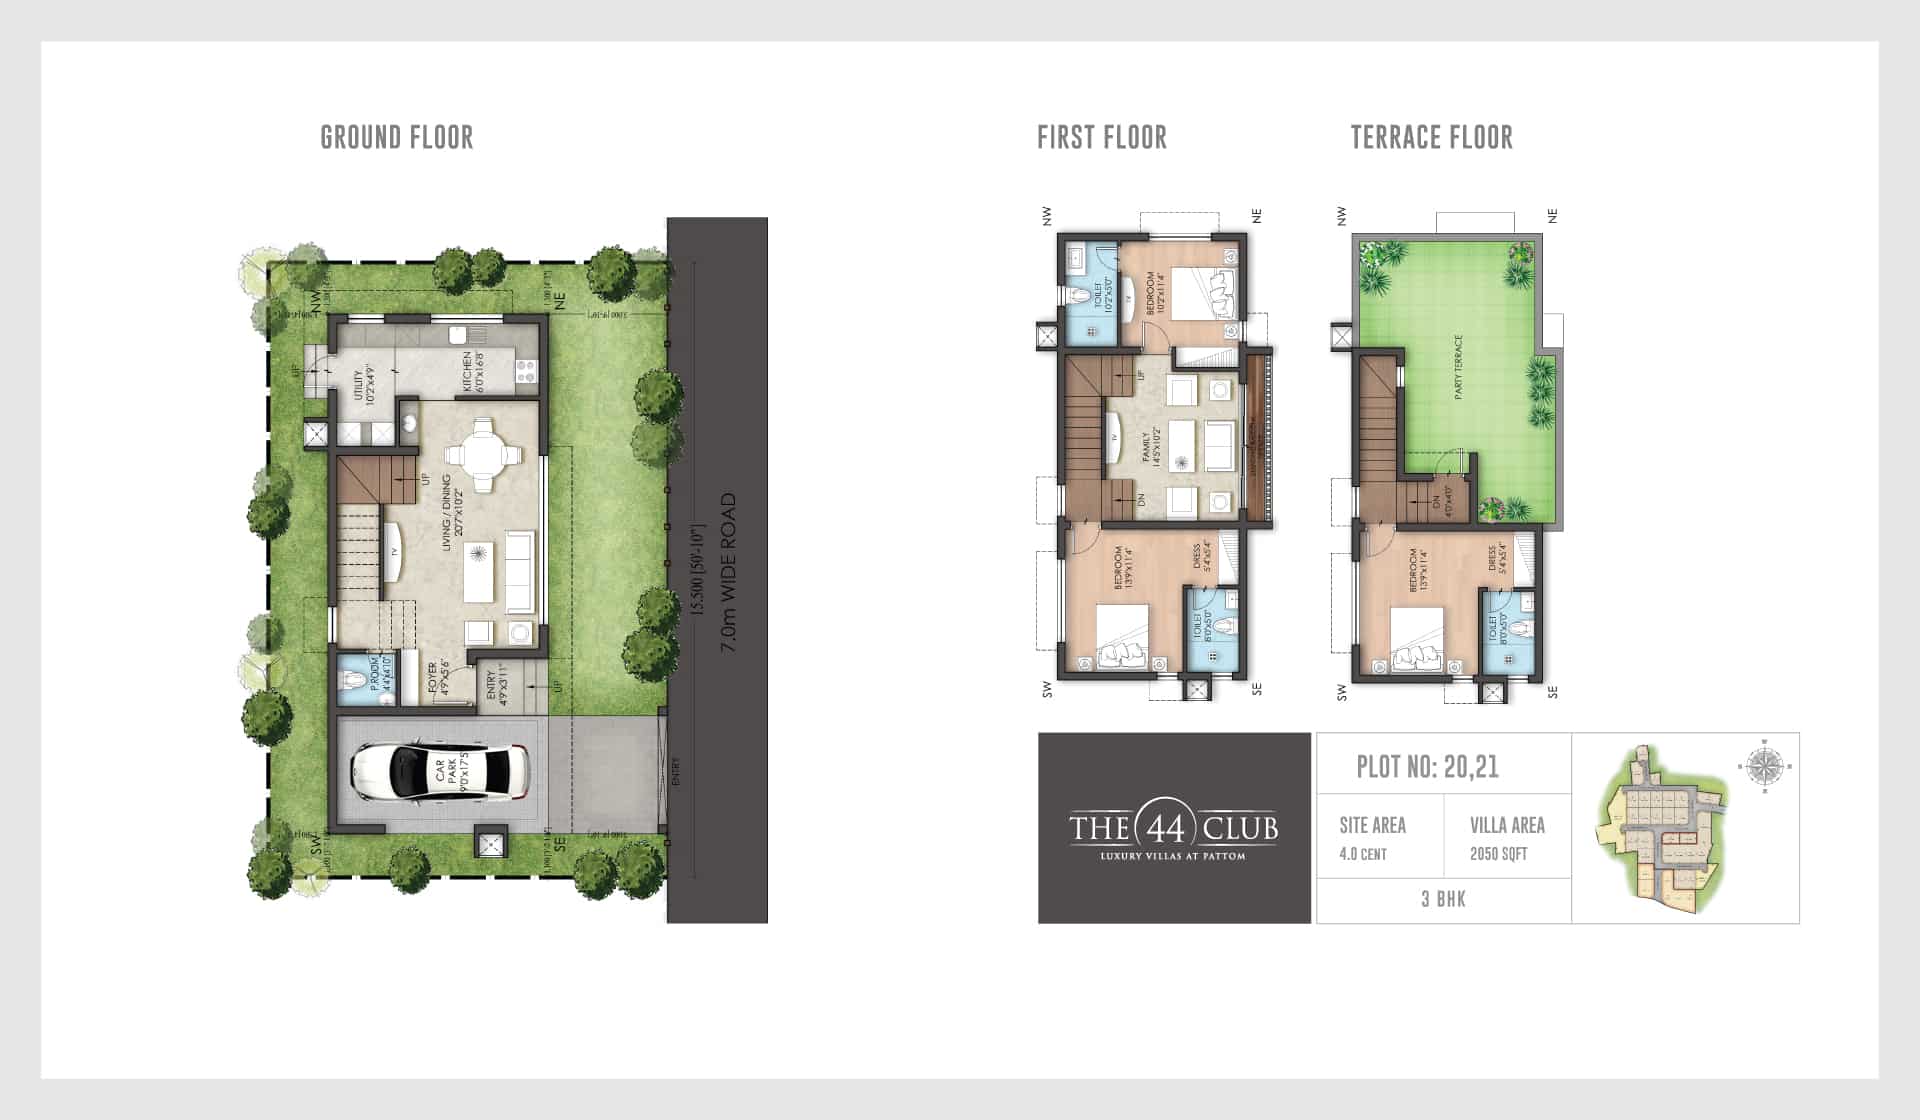 GROUND FLOOR
FIRST FLOOR
TERRACE FLOOR
NW
NE
UP
UTILITY
10'2"X4'9"
KITCHEN
6'0"X16'8"
UP
LIVING / DINING
20'7"X10'2"
TV
P.ROOM
4'4"X4'10"
FOYER
4'9"X5'6"
ENTRY
4'9"X3'11"
UP
CAR
PARK
9'0"X17'5"
ENTRY
SW
SE
15.500 [50'-10"]
7.0m WIDE ROAD
NW
NE
TOILET
10'2"X5'0"
TV
BEDROOM
10'2"X11'4"
UP
TV
FAMILY
14'5"X10'2"
DN
BEDROOM
13'9"X11'4"
DRESS
5'4"X5'4"
TOILET
8'0"X5'0"
SW
SE
NW
NE
PARTY TERRACE
DN
4'0"X4'0"
BEDROOM
13'9"X11'4"
DRESS
5'4"X5'4"
TOILET
8'0"X5'0"
SW
SE
THE 44 CLUB
LUXURY VILLAS AT PATTOM
PLOT NO: 20,21
SITE AREA
4.0 CENT
VILLA AREA
2050 SQFT
3 BHK